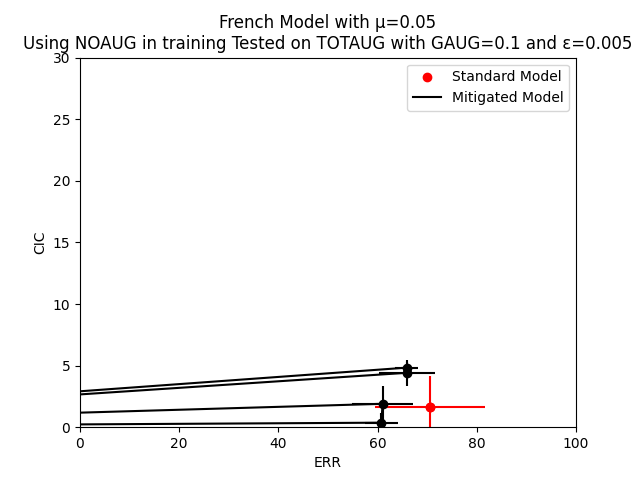 French Model with μ=0.05
Using NOAUG in training Tested on TOTAUG with GAUG=0.1 and ε=0.005
Standard Model
Mitigated Model
30
25
20
15
10
5
0
CIC
0 20 40 60 80 100
ERR